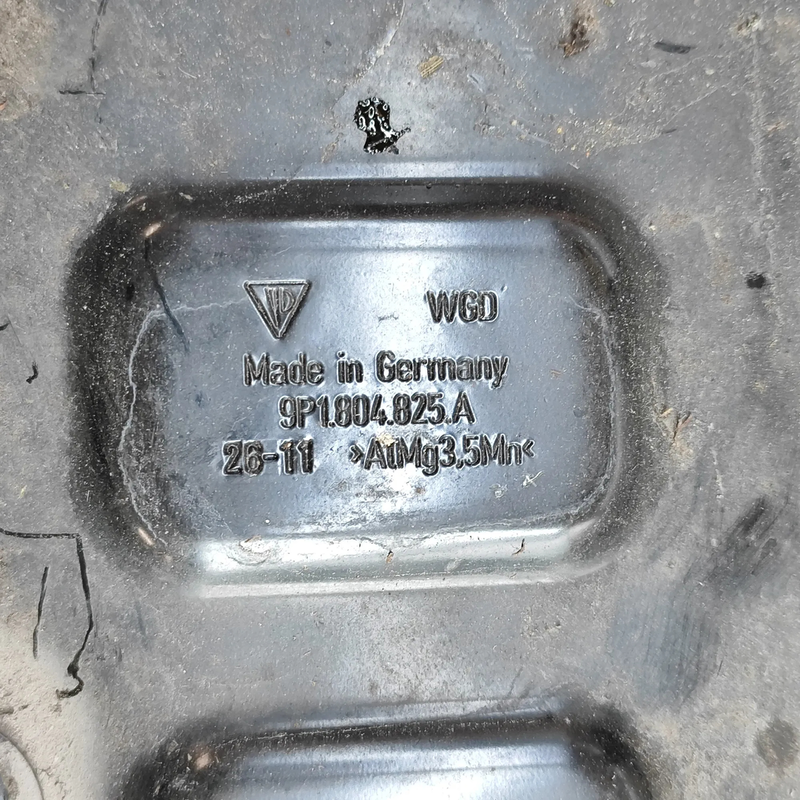 WGD
Made in Germany
9P1.804.825.A
26-11 »AlMg3,5Mn«